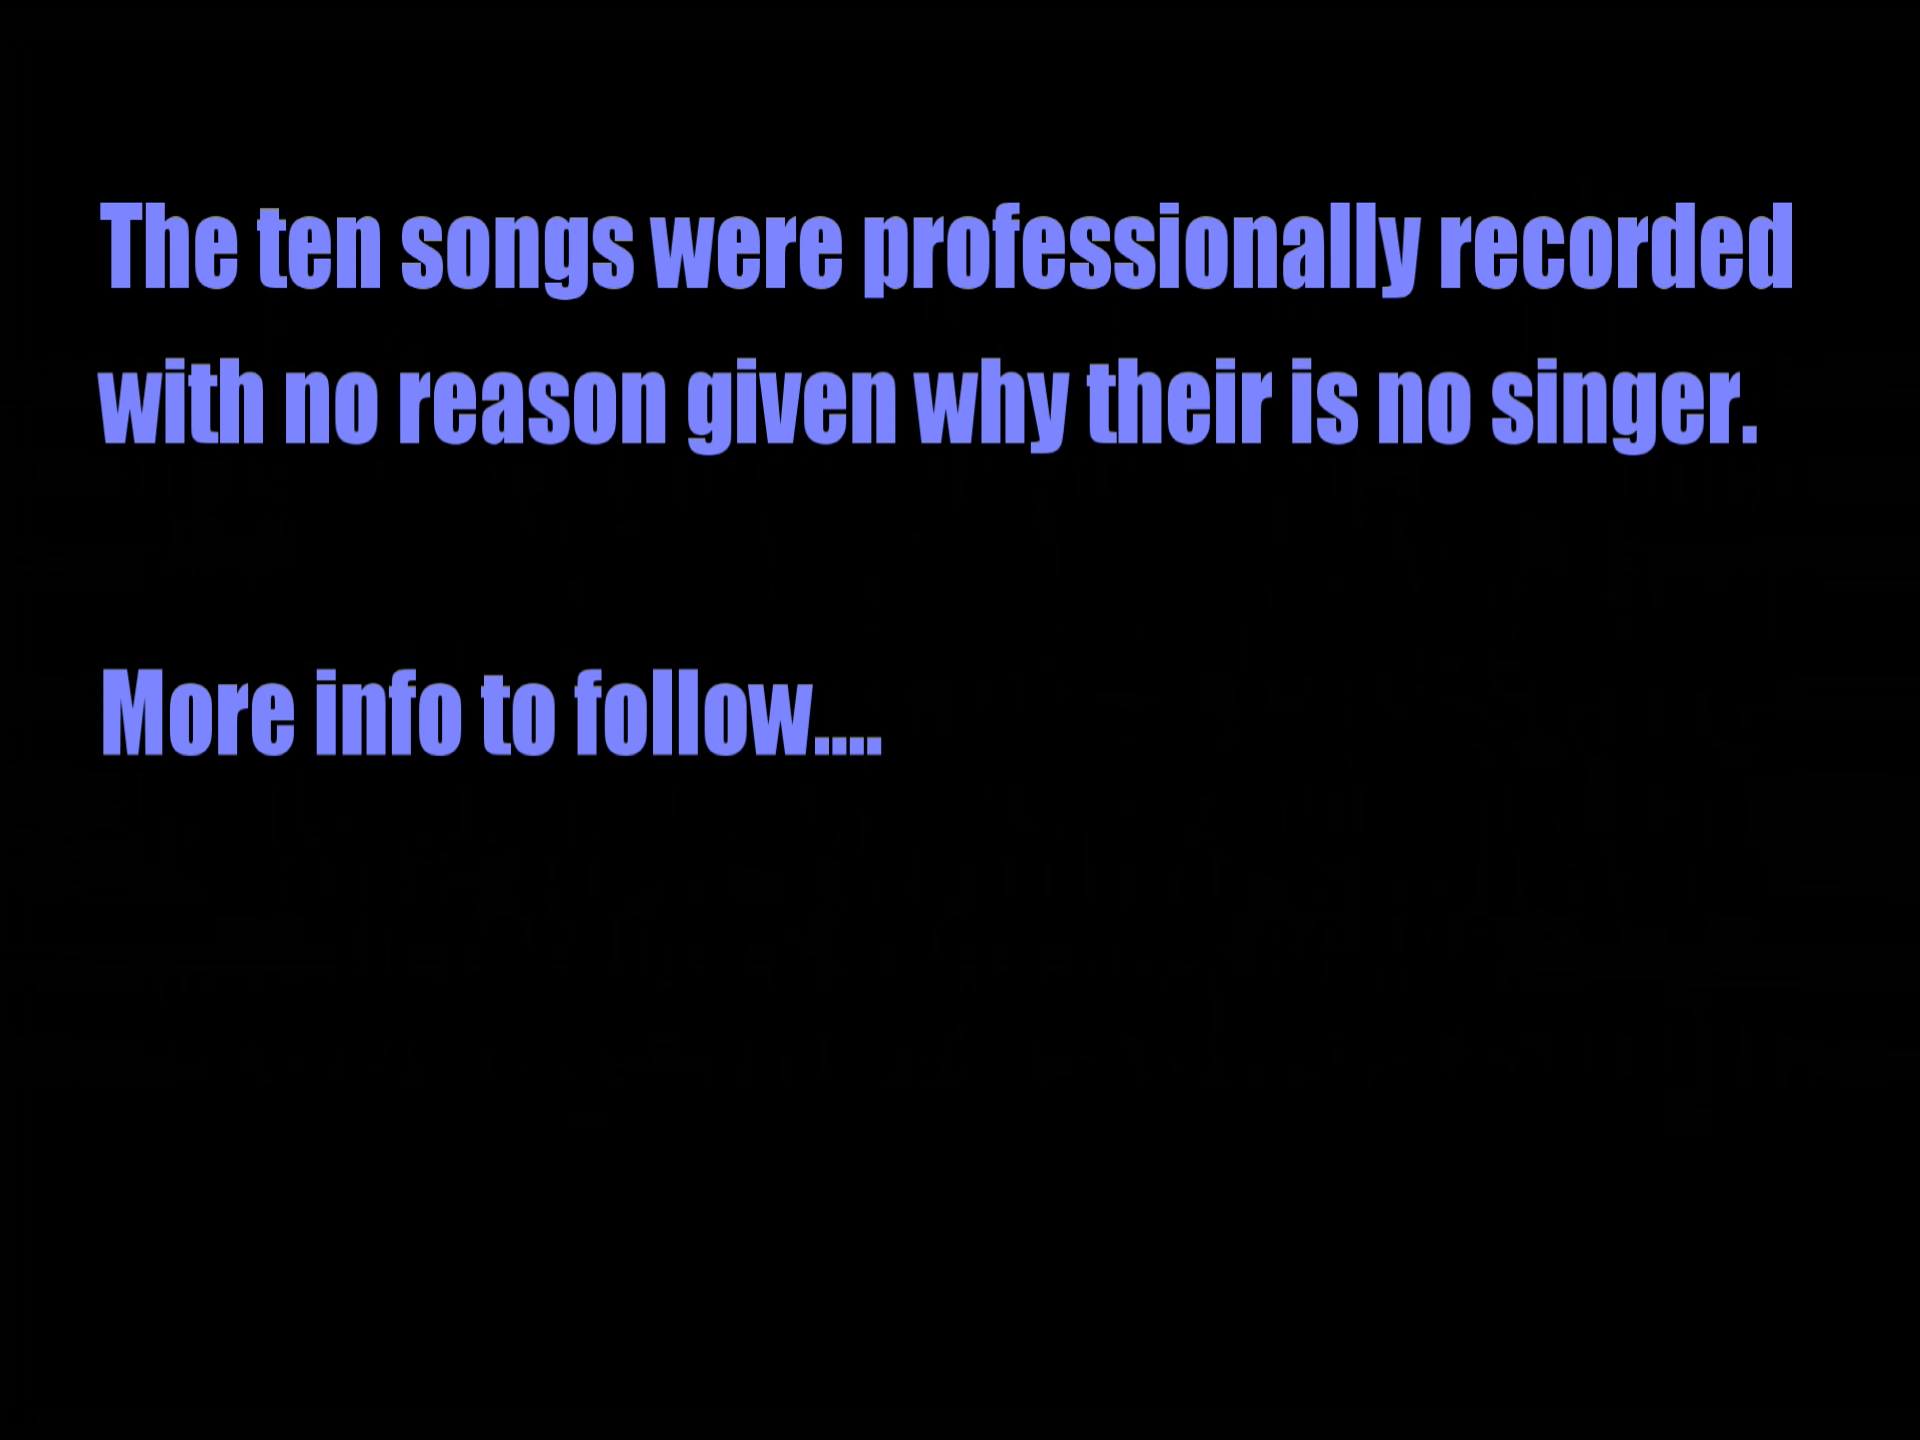 The ten songs were professionally recorded
with no reason given why their is no singer.
More info to follow....